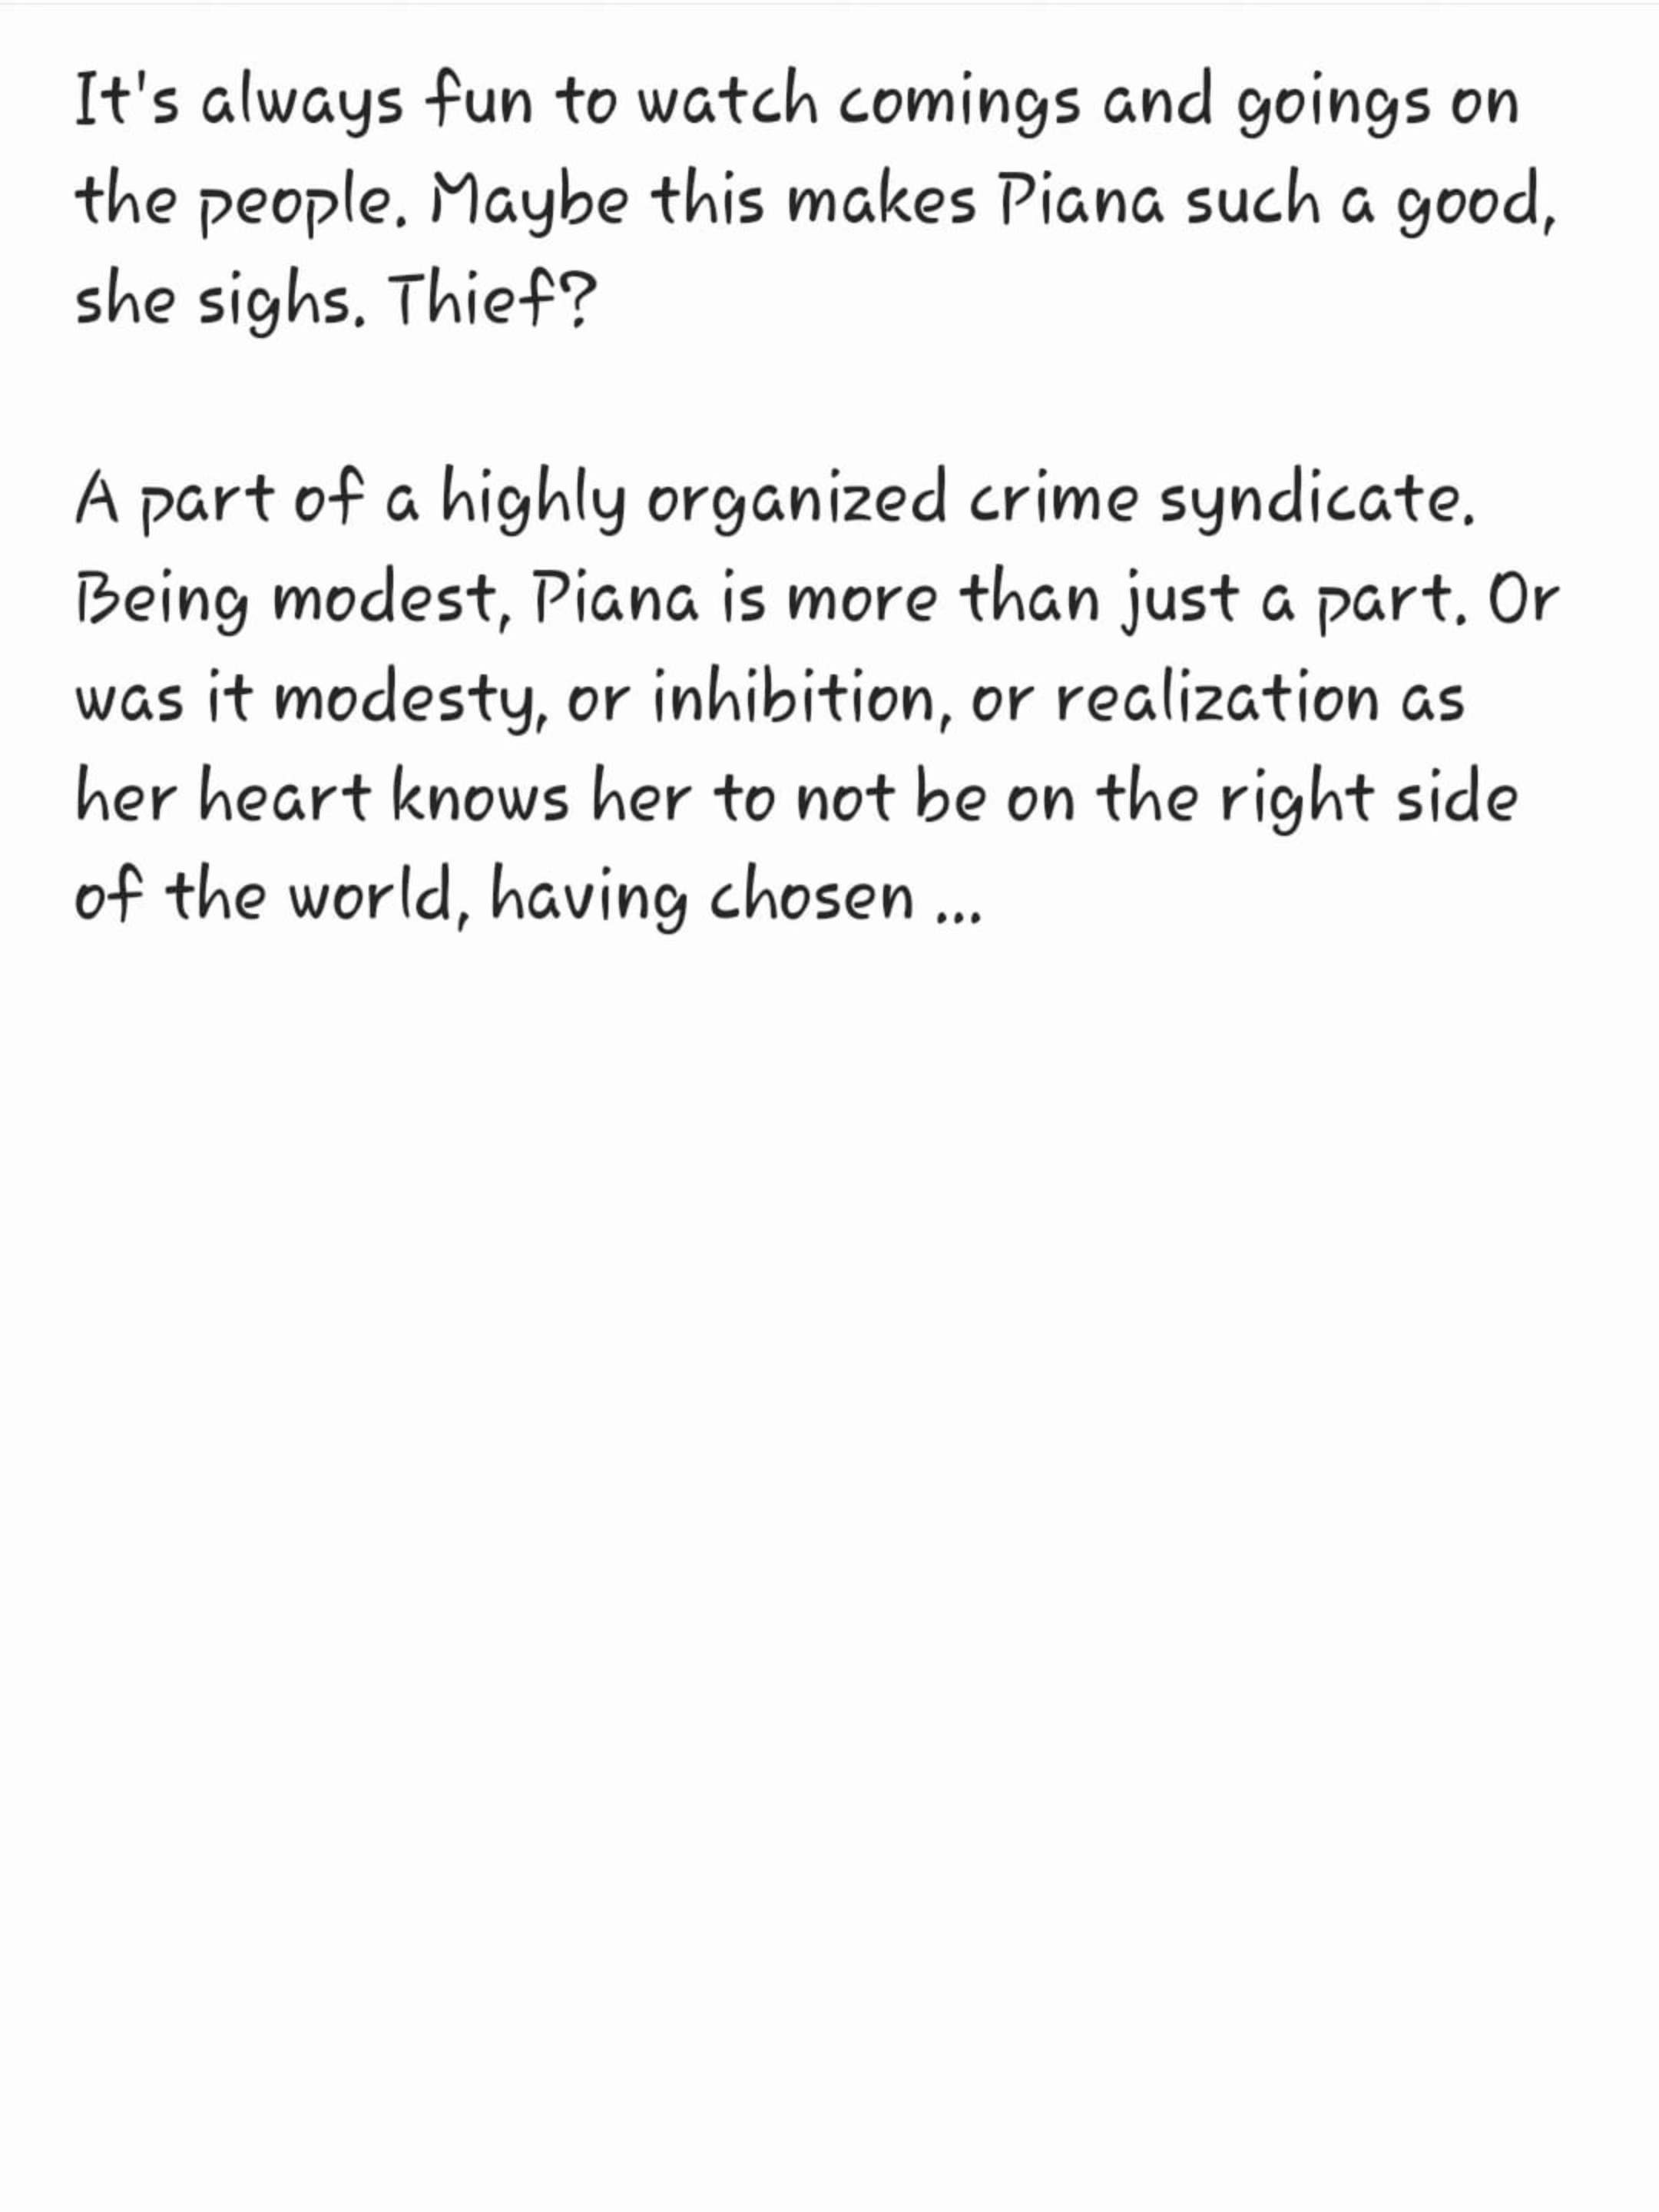 It's always fun to watch comings and goings on
the people. Maybe this makes Piana such a good,
she sighs. Thief?
A part of a highly organized crime syndicate.
Being modest, Piana is more than just a part. Or
was it modesty, or inhibition, or realization as
her heart knows her to not be on the right side
of the world, having chosen ...